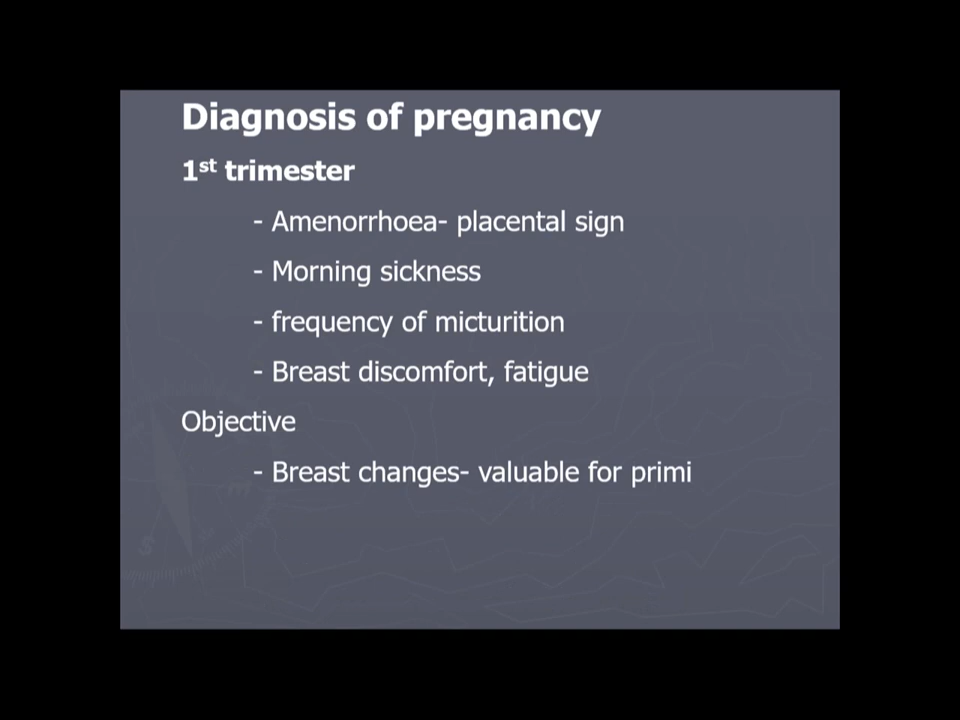 Diagnosis of pregnancy
1st trimester
- Amenorrhoea- placental sign
- Morning sickness
- frequency of micturition
- Breast discomfort, fatigue
Objective
- Breast changes- valuable for primi